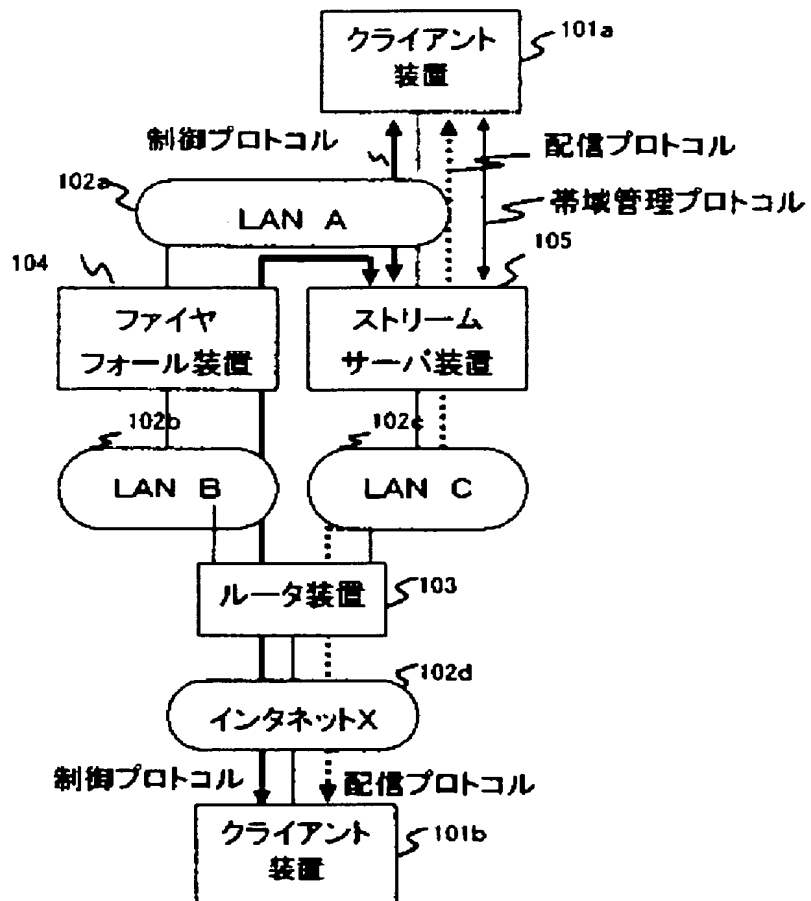 クライアント
装置
101a
制御プロトコル
配信プロトコル
102a
LAN A
帯域管理プロトコル
104
105
ファイヤ
フォール装置
ストリーム
サーバ装置
102b
102c
LAN B
LAN C
ルータ装置
103
102d
インタネットX
制御プロトコル
配信プロトコル
クライアント
装置
101b